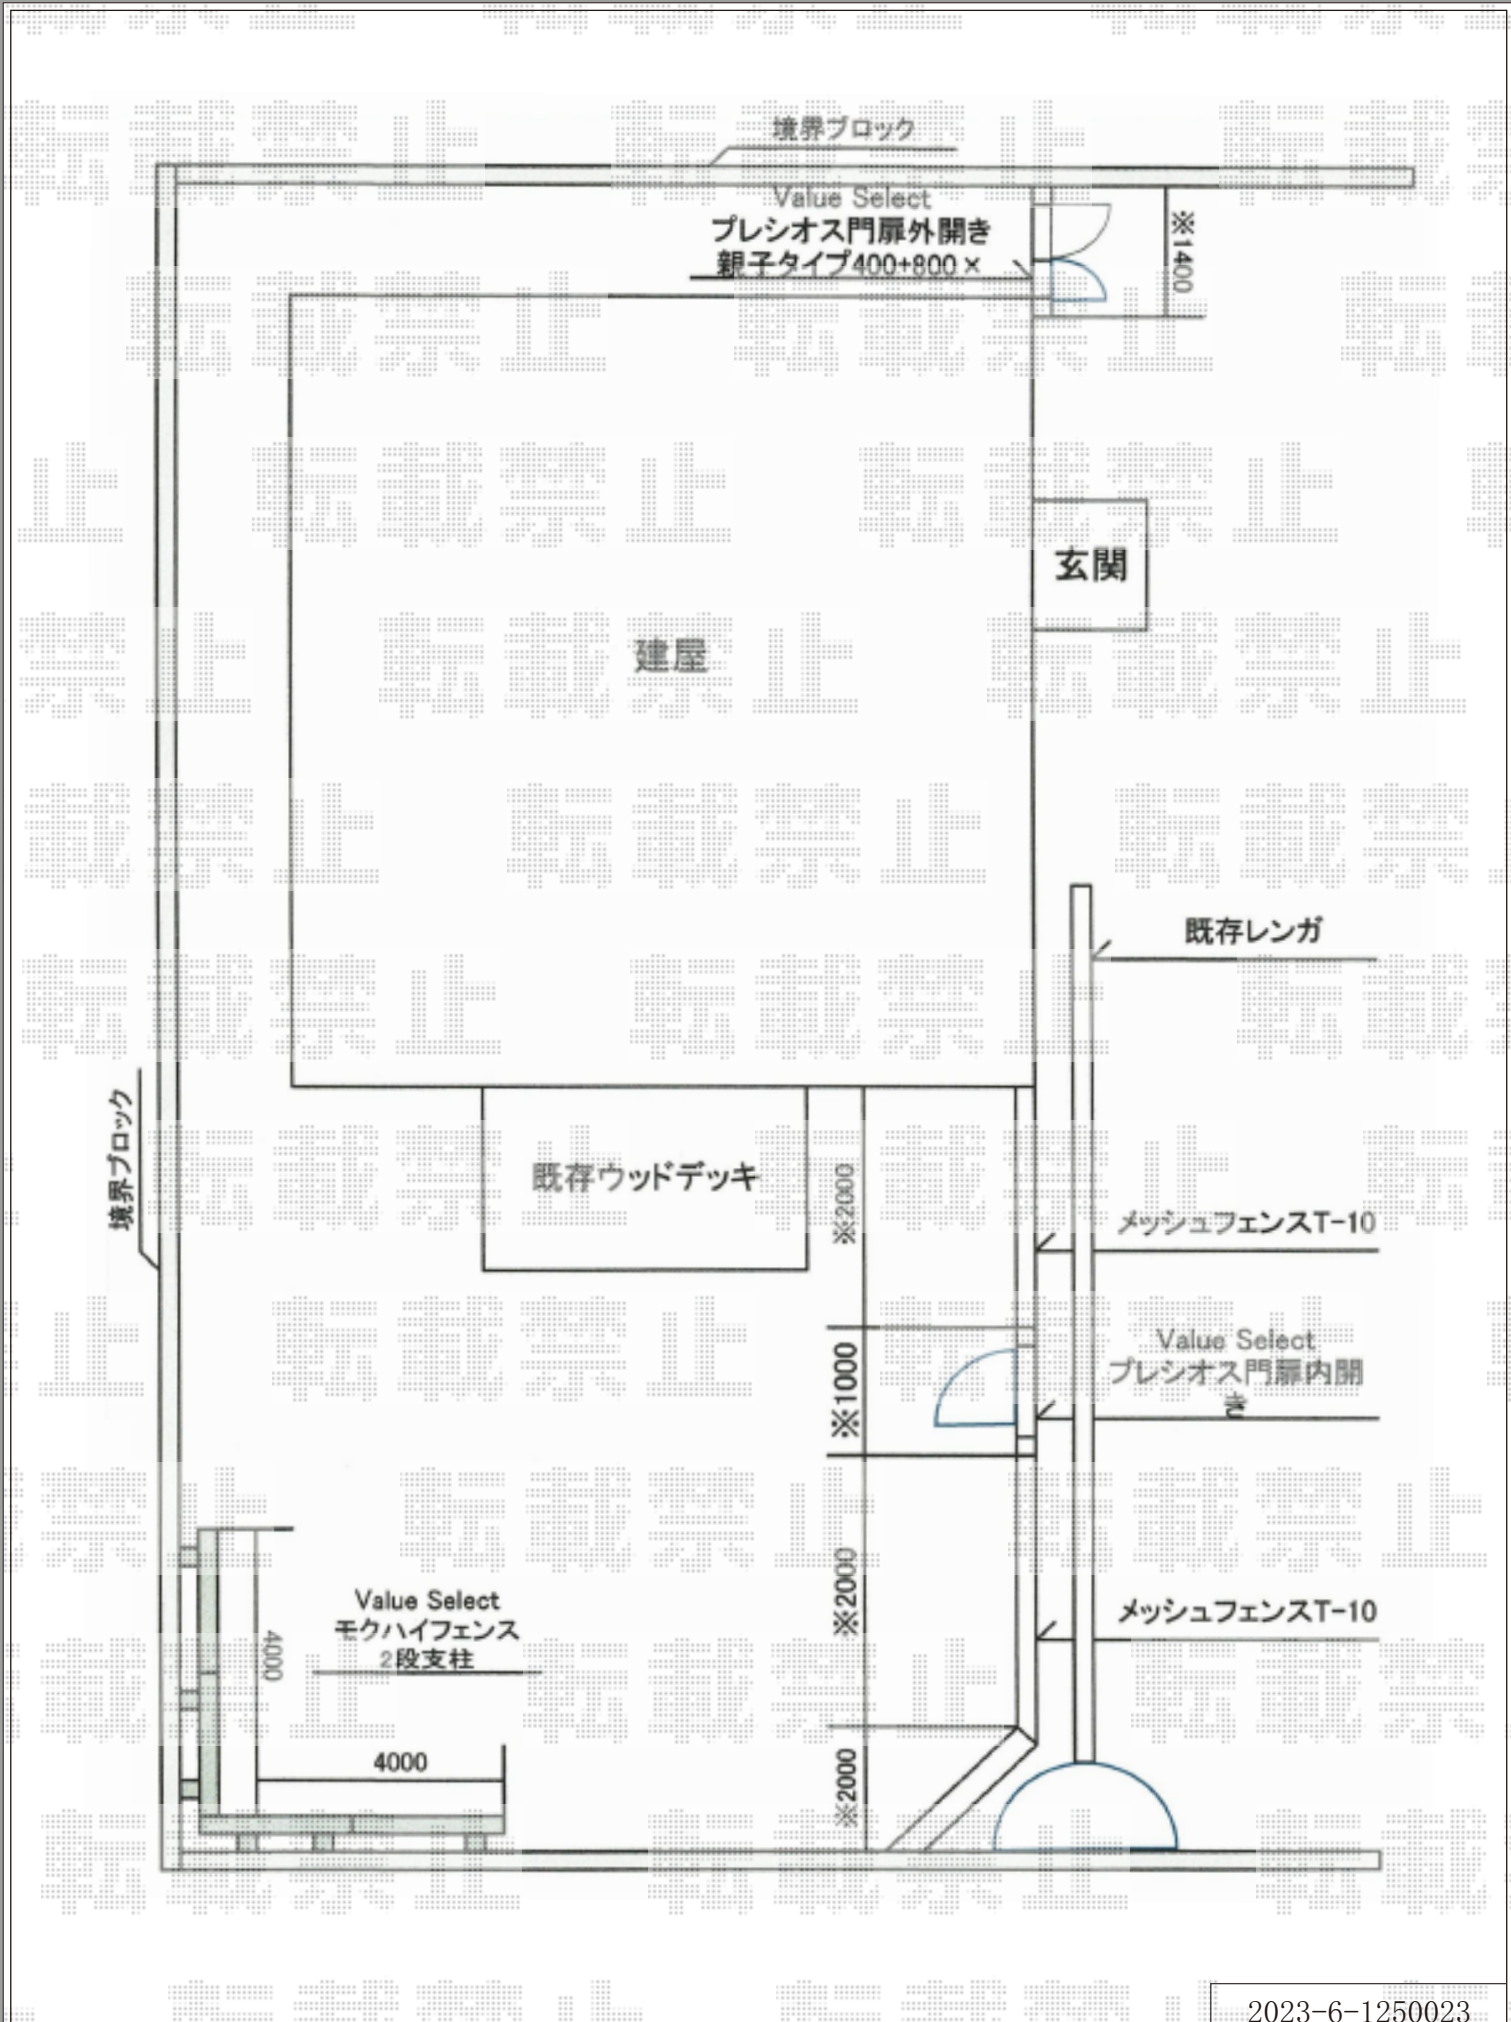 境界ブロック
Value Select
プレシオス門扉外開き
親子タイプ400+800×
※1400
玄関
建屋
既存レンガ
境界ブロック
既存ウッドデッキ
※2000
メッシュフェンスT-10
Value Select
プレシオス門扉内開
き
※1000
※2000
メッシュフェンスT-10
Value Select
モクハイフェンス
2段支柱
4000
4000
※2000
転載禁止
2023-6-1250023